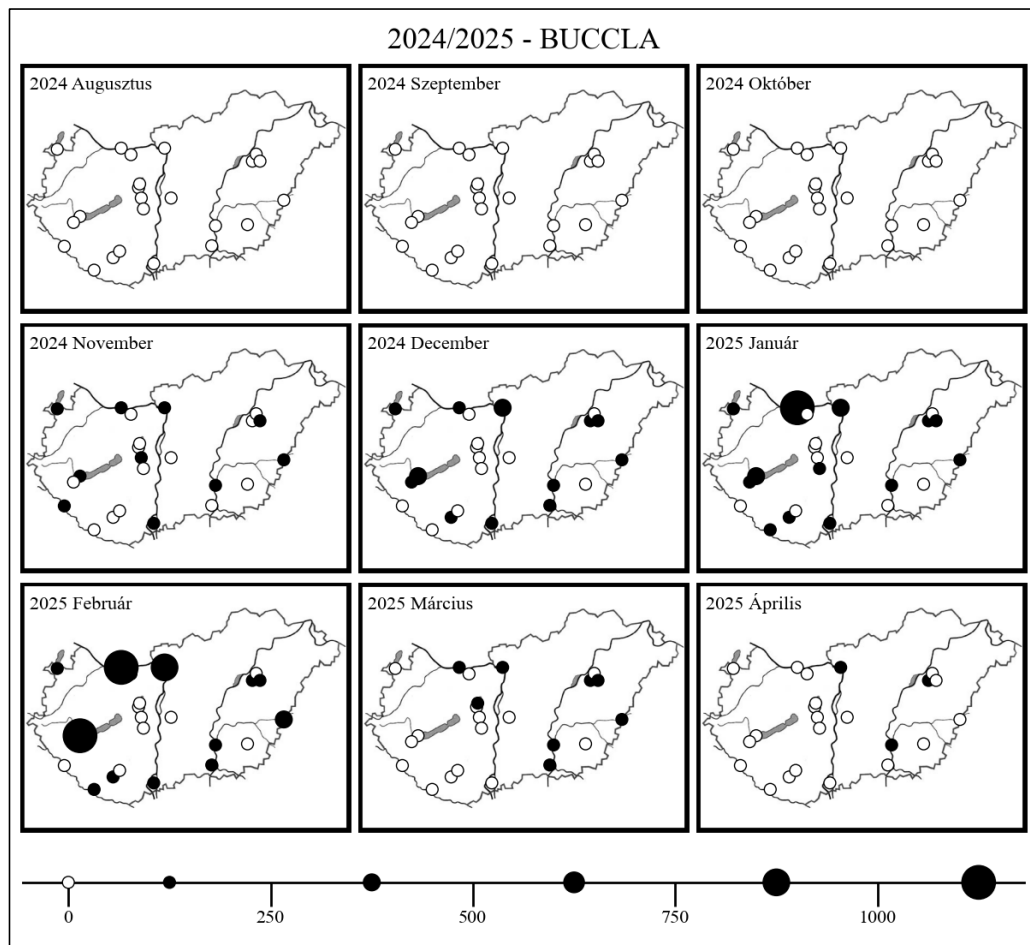 2024/2025 - BUCCLA
2024 Augusztus
2024 Szeptember
2024 Október
2024 November
2024 December
2025 Január
2025 Február
2025 Március
2025 Április
0
250
500
750
1000